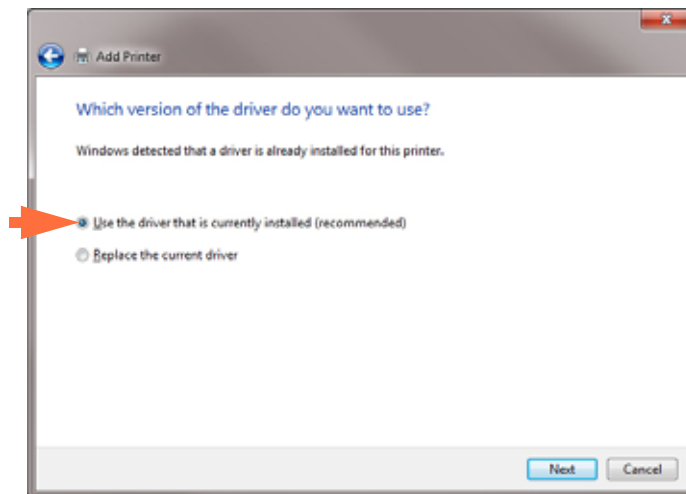 Add Printer
Which version of the driver do you want to use?
Windows detected that a driver is already installed for this printer.
Use the driver that is currently installed (recommended)
Replace the current driver
Next Cancel